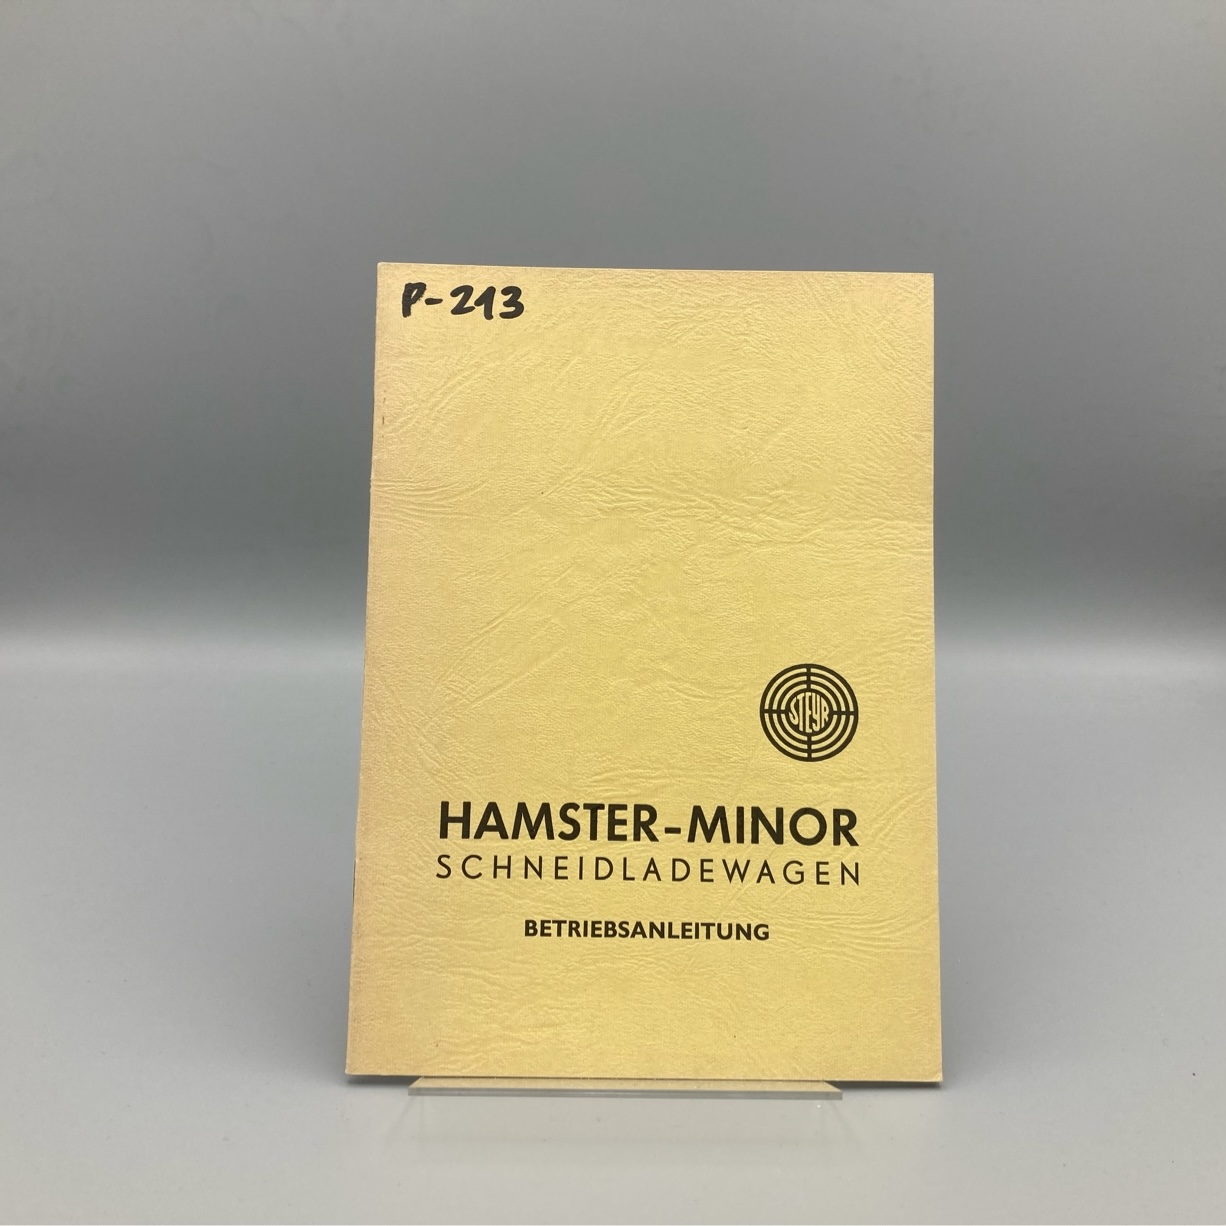 P-213
STEYR
HAMSTER-MINOR
SCHNEIDLADEWAGEN
BETRIEBSANLEITUNG